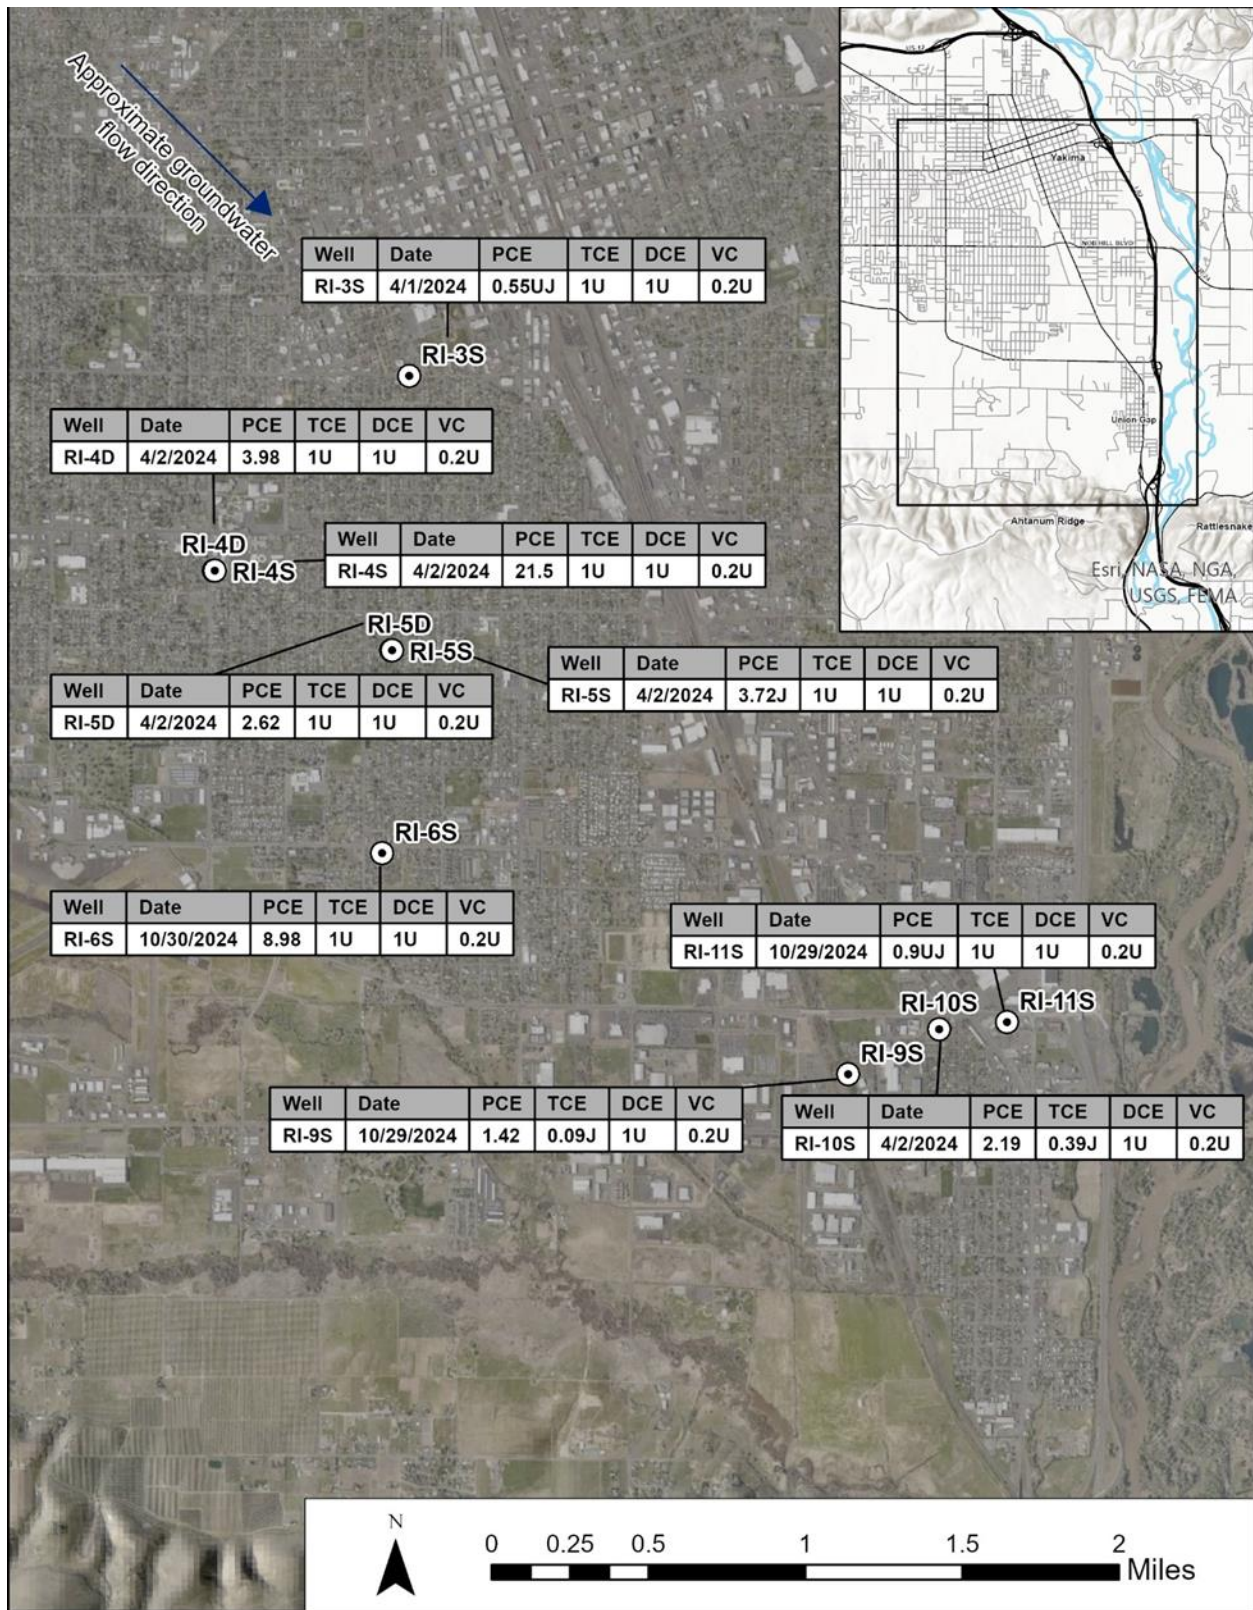 Approximate groundwater
flow direction
US-12
Yakima
I-82
NOB HILL BLVD
SR-24
Union Gap
Ahtanum Ridge
Rattlesnake
Esri, NASA, NGA,
USGS, FEMA
Well Date PCE TCE DCE VC
RI-3S 4/1/2024 0.55UJ 1U 1U 0.2U
RI-3S
Well Date PCE TCE DCE VC
RI-4D 4/2/2024 3.98 1U 1U 0.2U
RI-4D
RI-4S
Well Date PCE TCE DCE VC
RI-4S 4/2/2024 21.5 1U 1U 0.2U
RI-5D
RI-5S
Well Date PCE TCE DCE VC
RI-5S 4/2/2024 3.72J 1U 1U 0.2U
Well Date PCE TCE DCE VC
RI-5D 4/2/2024 2.62 1U 1U 0.2U
RI-6S
Well Date PCE TCE DCE VC
RI-6S 10/30/2024 8.98 1U 1U 0.2U
Well Date PCE TCE DCE VC
RI-11S 10/29/2024 0.9UJ 1U 1U 0.2U
RI-10S
RI-11S
RI-9S
Well Date PCE TCE DCE VC
RI-9S 10/29/2024 1.42 0.09J 1U 0.2U
Well Date PCE TCE DCE VC
RI-10S 4/2/2024 2.19 0.39J 1U 0.2U
N
0 0.25 0.5 1 1.5 2
Miles